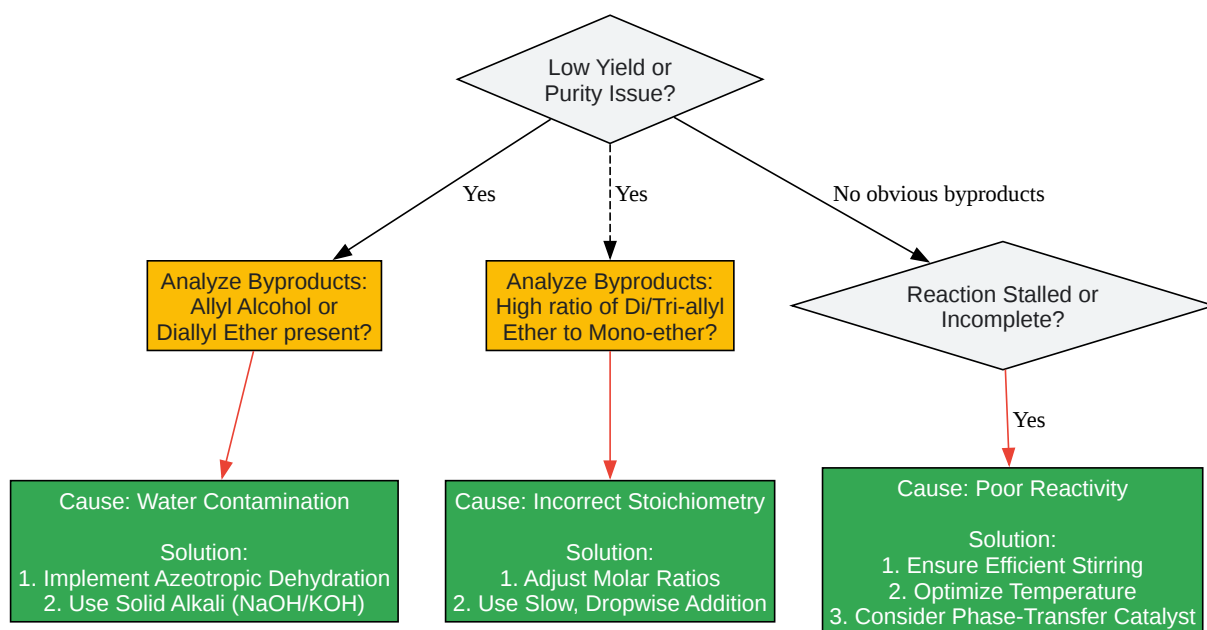 Low Yield or
Purity Issue?
Yes
Yes
No obvious byproducts
Analyze Byproducts:
Allyl Alcohol or
Diallyl Ether present?
Analyze Byproducts:
High ratio of Di/Tri-allyl
Ether to Mono-ether?
Reaction Stalled or
Incomplete?
Yes
Cause: Water Contamination
Solution:
1. Implement Azeotropic Dehydration
2. Use Solid Alkali (NaOH/KOH)
Cause: Incorrect Stoichiometry
Solution:
1. Adjust Molar Ratios
2. Use Slow, Dropwise Addition
Cause: Poor Reactivity
Solution:
1. Ensure Efficient Stirring
2. Optimize Temperature
3. Consider Phase-Transfer Catalyst